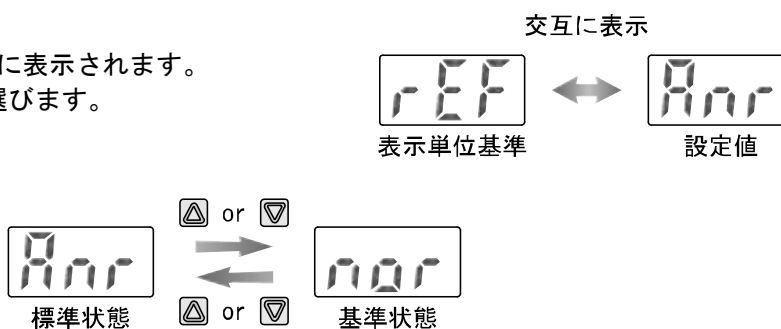 交互に表示
に表示されます。
選びます。
rEF
Anr
表示単位基準
設定値
or
Anr
nor
or
標準状態
基準状態